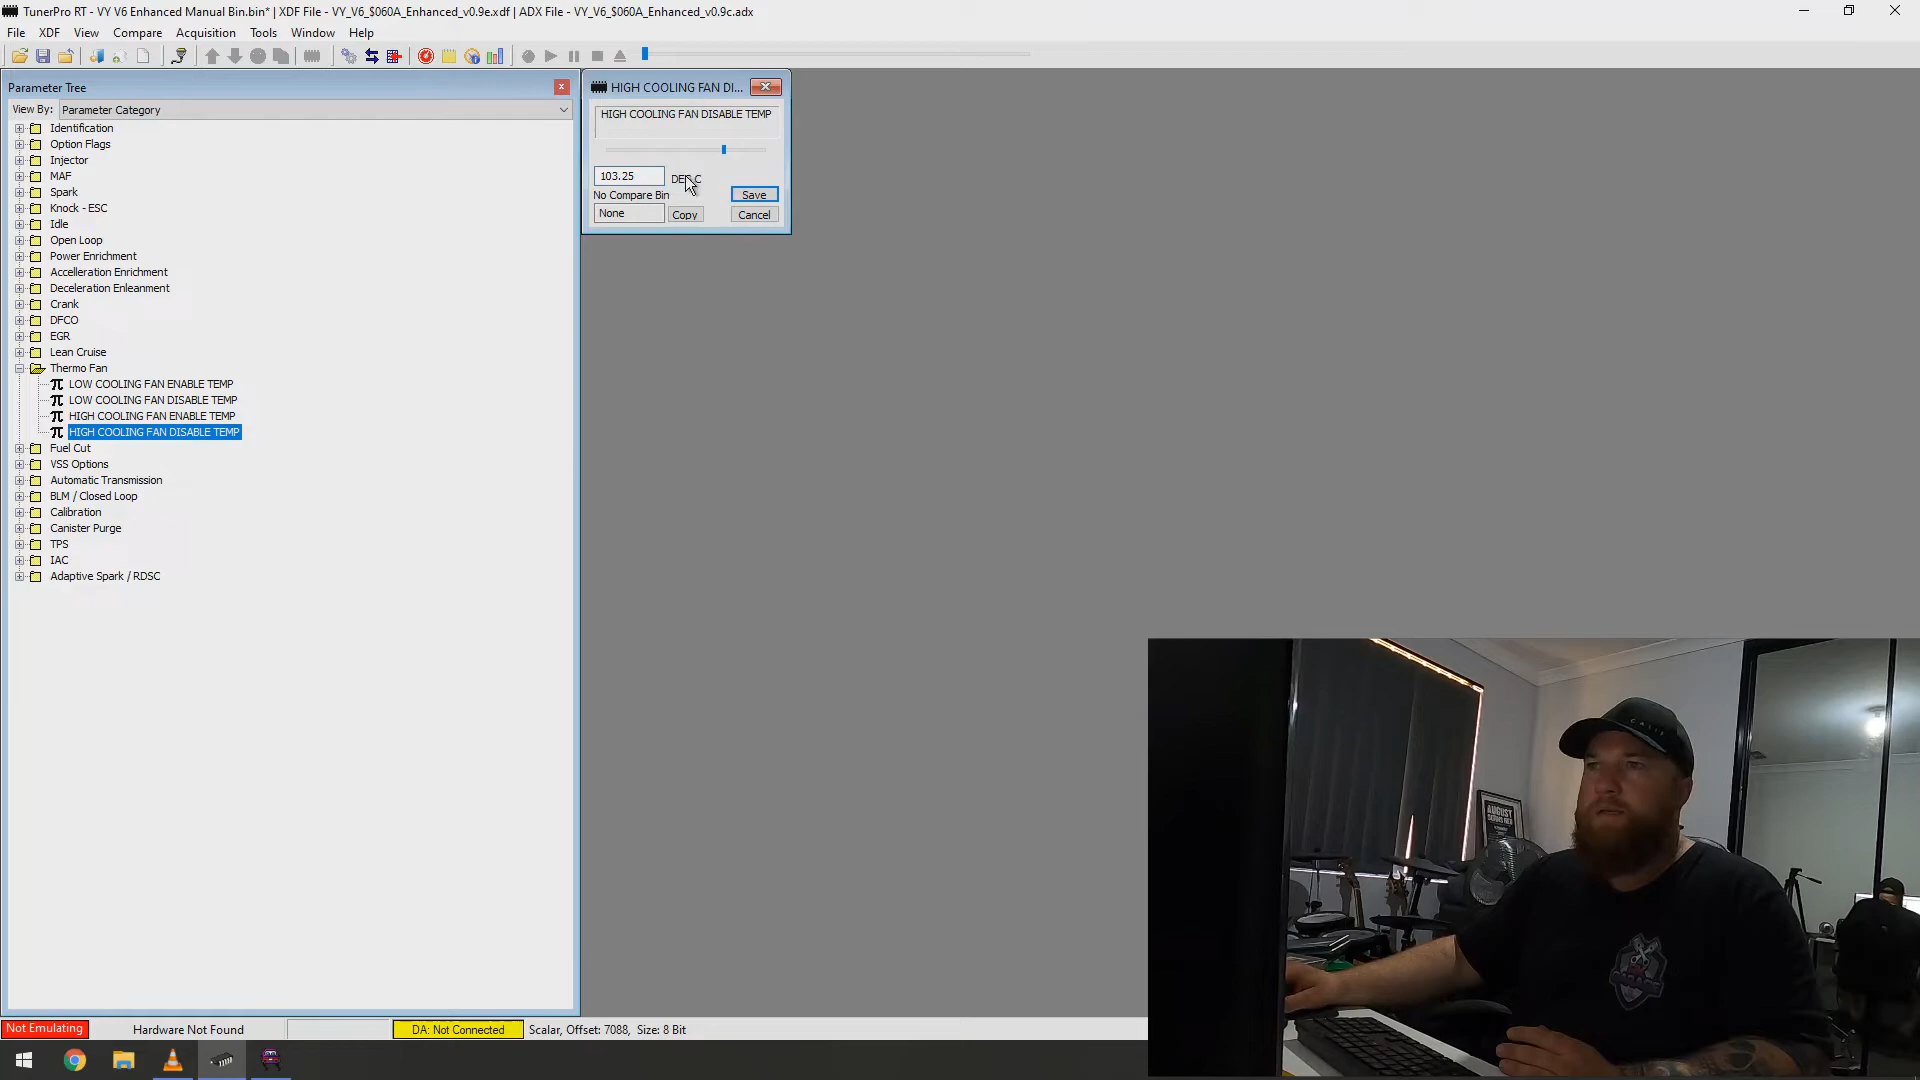 TunerPro RT - VY V6 Enhanced Manual Bin.bin* | XDF File - VY_V6_$060A_Enhanced_v0.9e.xdf | ADX File - VY_V6_$060A_Enhanced_v0.9c.adx
File XDF View Compare Acquisition Tools Window Help
Parameter Tree
View By: Parameter Category
Identification
Option Flags
Injector
MAF
Spark
Knock - ESC
Idle
Open Loop
Power Enrichment
Accelleration Enrichment
Deceleration Enleanment
Crank
DFCO
EGR
Lean Cruise
Thermo Fan
LOW COOLING FAN ENABLE TEMP
LOW COOLING FAN DISABLE TEMP
HIGH COOLING FAN ENABLE TEMP
HIGH COOLING FAN DISABLE TEMP
Fuel Cut
VSS Options
Automatic Transmission
BLM / Closed Loop
Calibration
Canister Purge
TPS
IAC
Adaptive Spark / RDSC
HIGH COOLING FAN DI...
HIGH COOLING FAN DISABLE TEMP
103.25 DEG C
No Compare Bin Save
None Copy Cancel
AUGUST
BURNS RED
Not Emulating Hardware Not Found DA: Not Connected Scalar, Offset: 7088, Size: 8 Bit